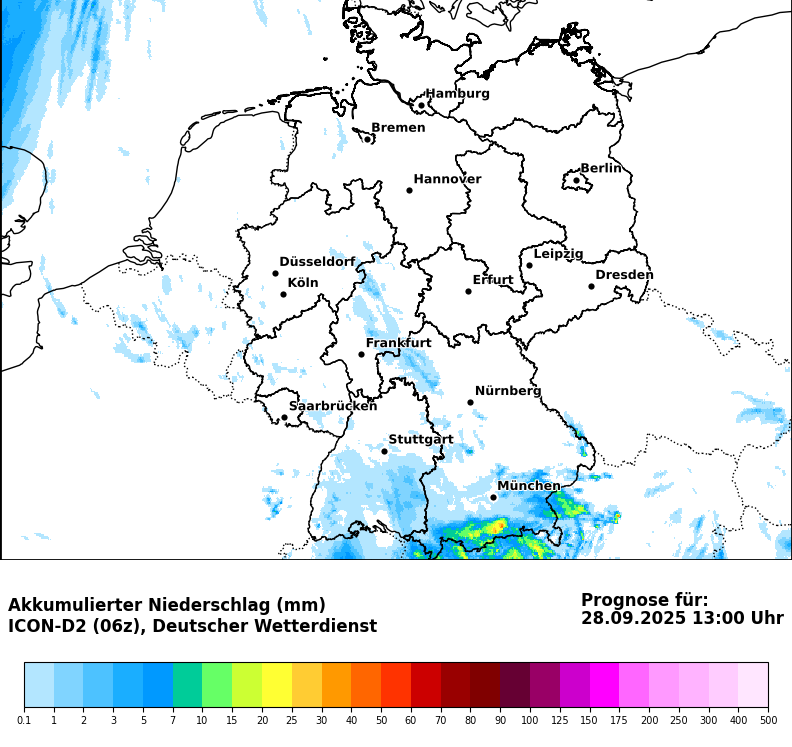 Hamburg
Bremen
Berlin
Hannover
Leipzig
Düsseldorf
Dresden
Köln
Erfurt
Frankfurt
Nürnberg
Saarbrücken
Stuttgart
München
Akkumulierter Niederschlag (mm)
ICON-D2 (06z), Deutscher Wetterdienst
Prognose für:
28.09.2025 13:00 Uhr
0.1 1 2 3 5 7 10 15 20 25 30 40 50 60 70 80 90 100 125 150 175 200 250 300 400 500